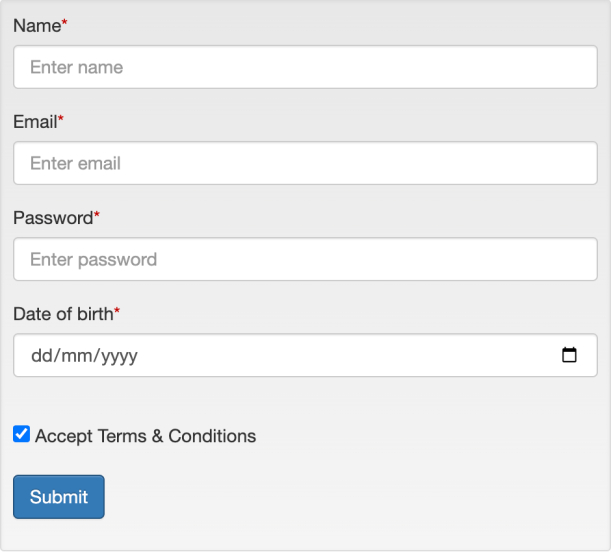 Name*
Enter name
Email*
Enter email
Password*
Enter password
Date of birth*
dd/mm/yyyy
Accept Terms & Conditions
Submit